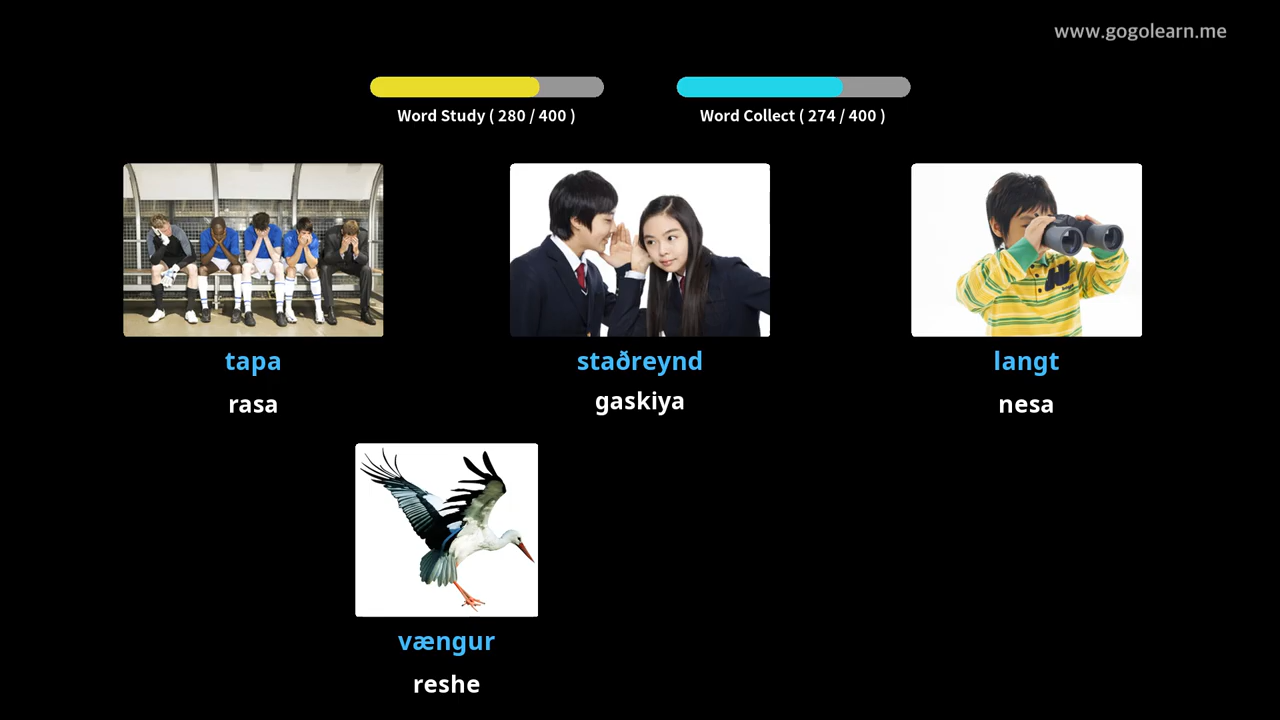 www.gogolearn.me
Word Study ( 280 / 400 )
Word Collect ( 274 / 400 )
tapa
rasa
staðreynd
gaskiya
langt
nesa
vængur
reshe